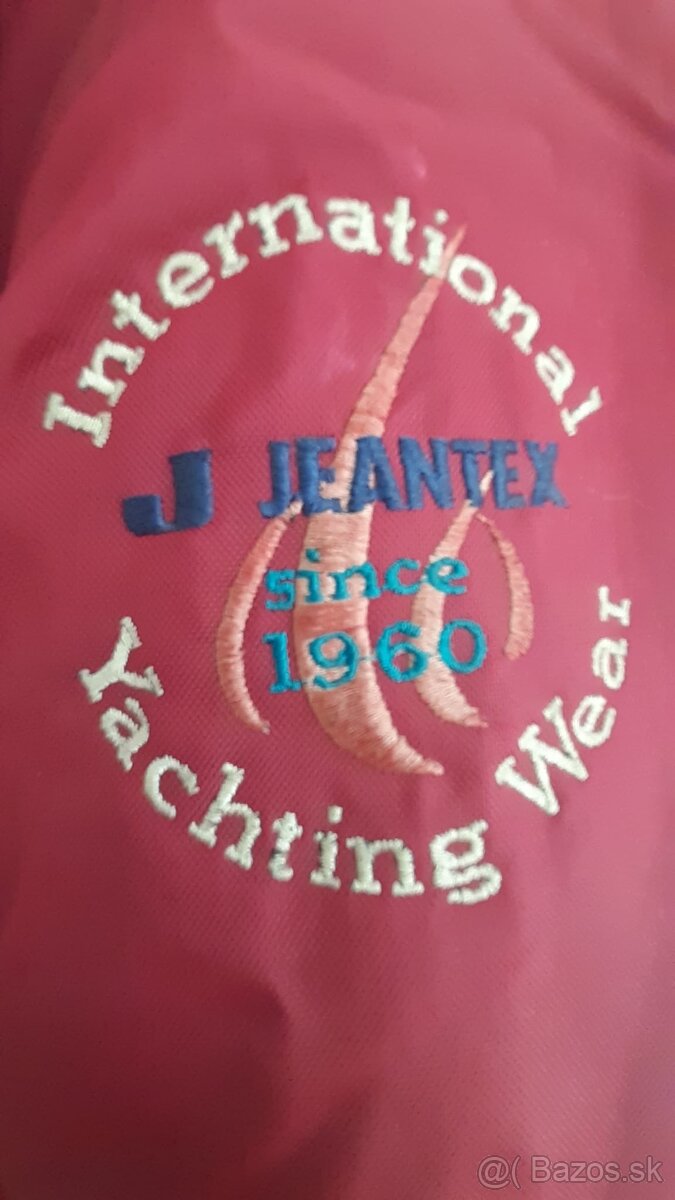 International
J JEANTEX
since
1960
Yachting Wear
@( Bazos.sk